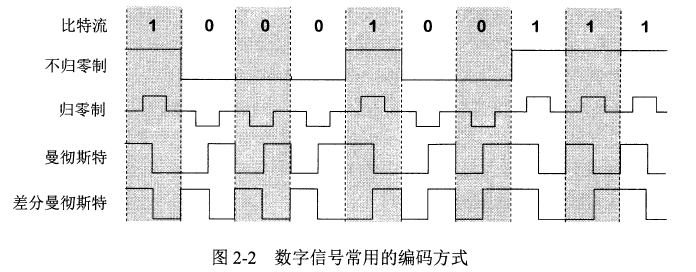 比特流 1 0 0 0 1 0 0 1 1 1
不归零制
归零制
曼彻斯特
差分曼彻斯特
图 2-2 数字信号常用的编码方式